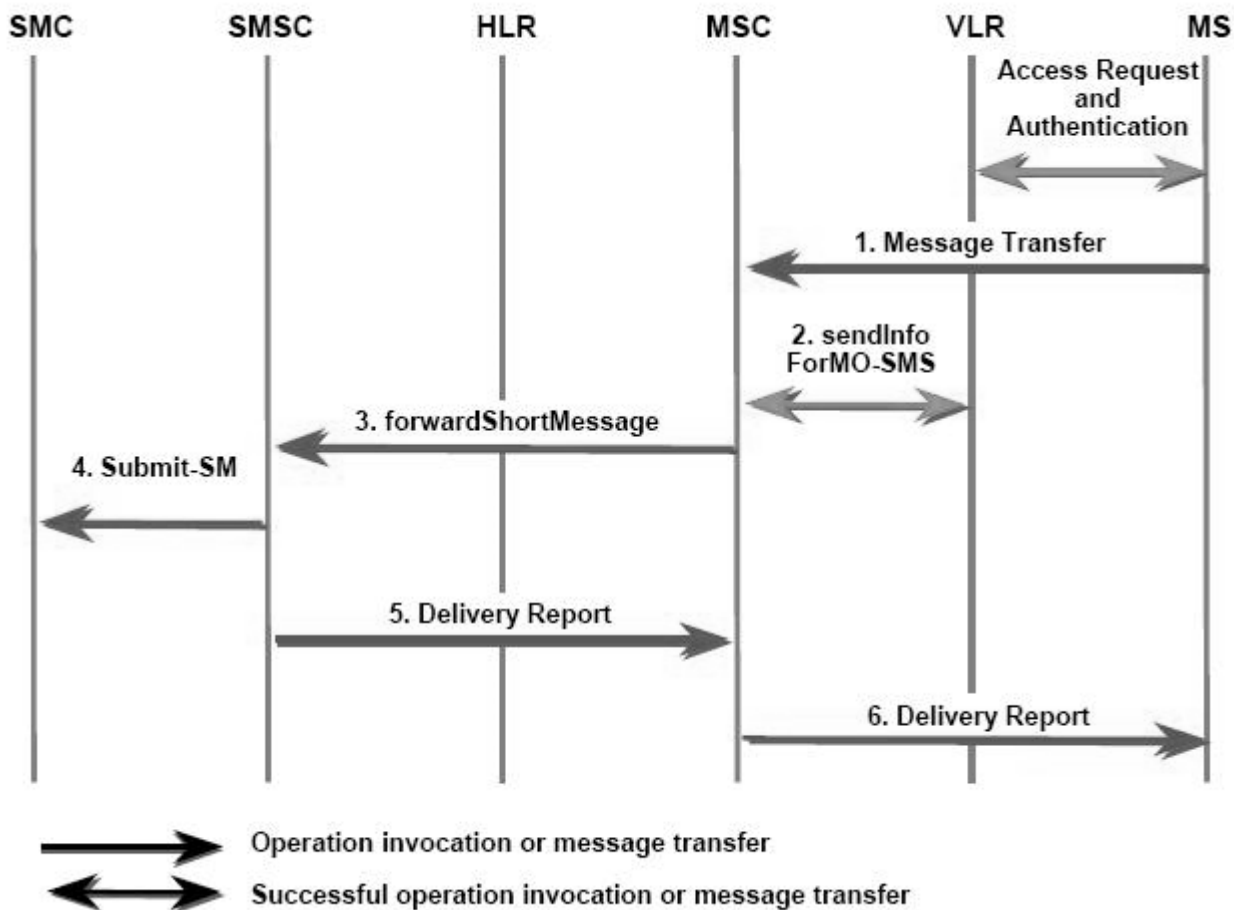 SMC SMSC HLR MSC VLR MS
Access Request
and
Authentication
1. Message Transfer
2. sendInfo
ForMO-SMS
3. forwardShortMessage
4. Submit-SM
5. Delivery Report
6. Delivery Report
Operation invocation or message transfer
Successful operation invocation or message transfer